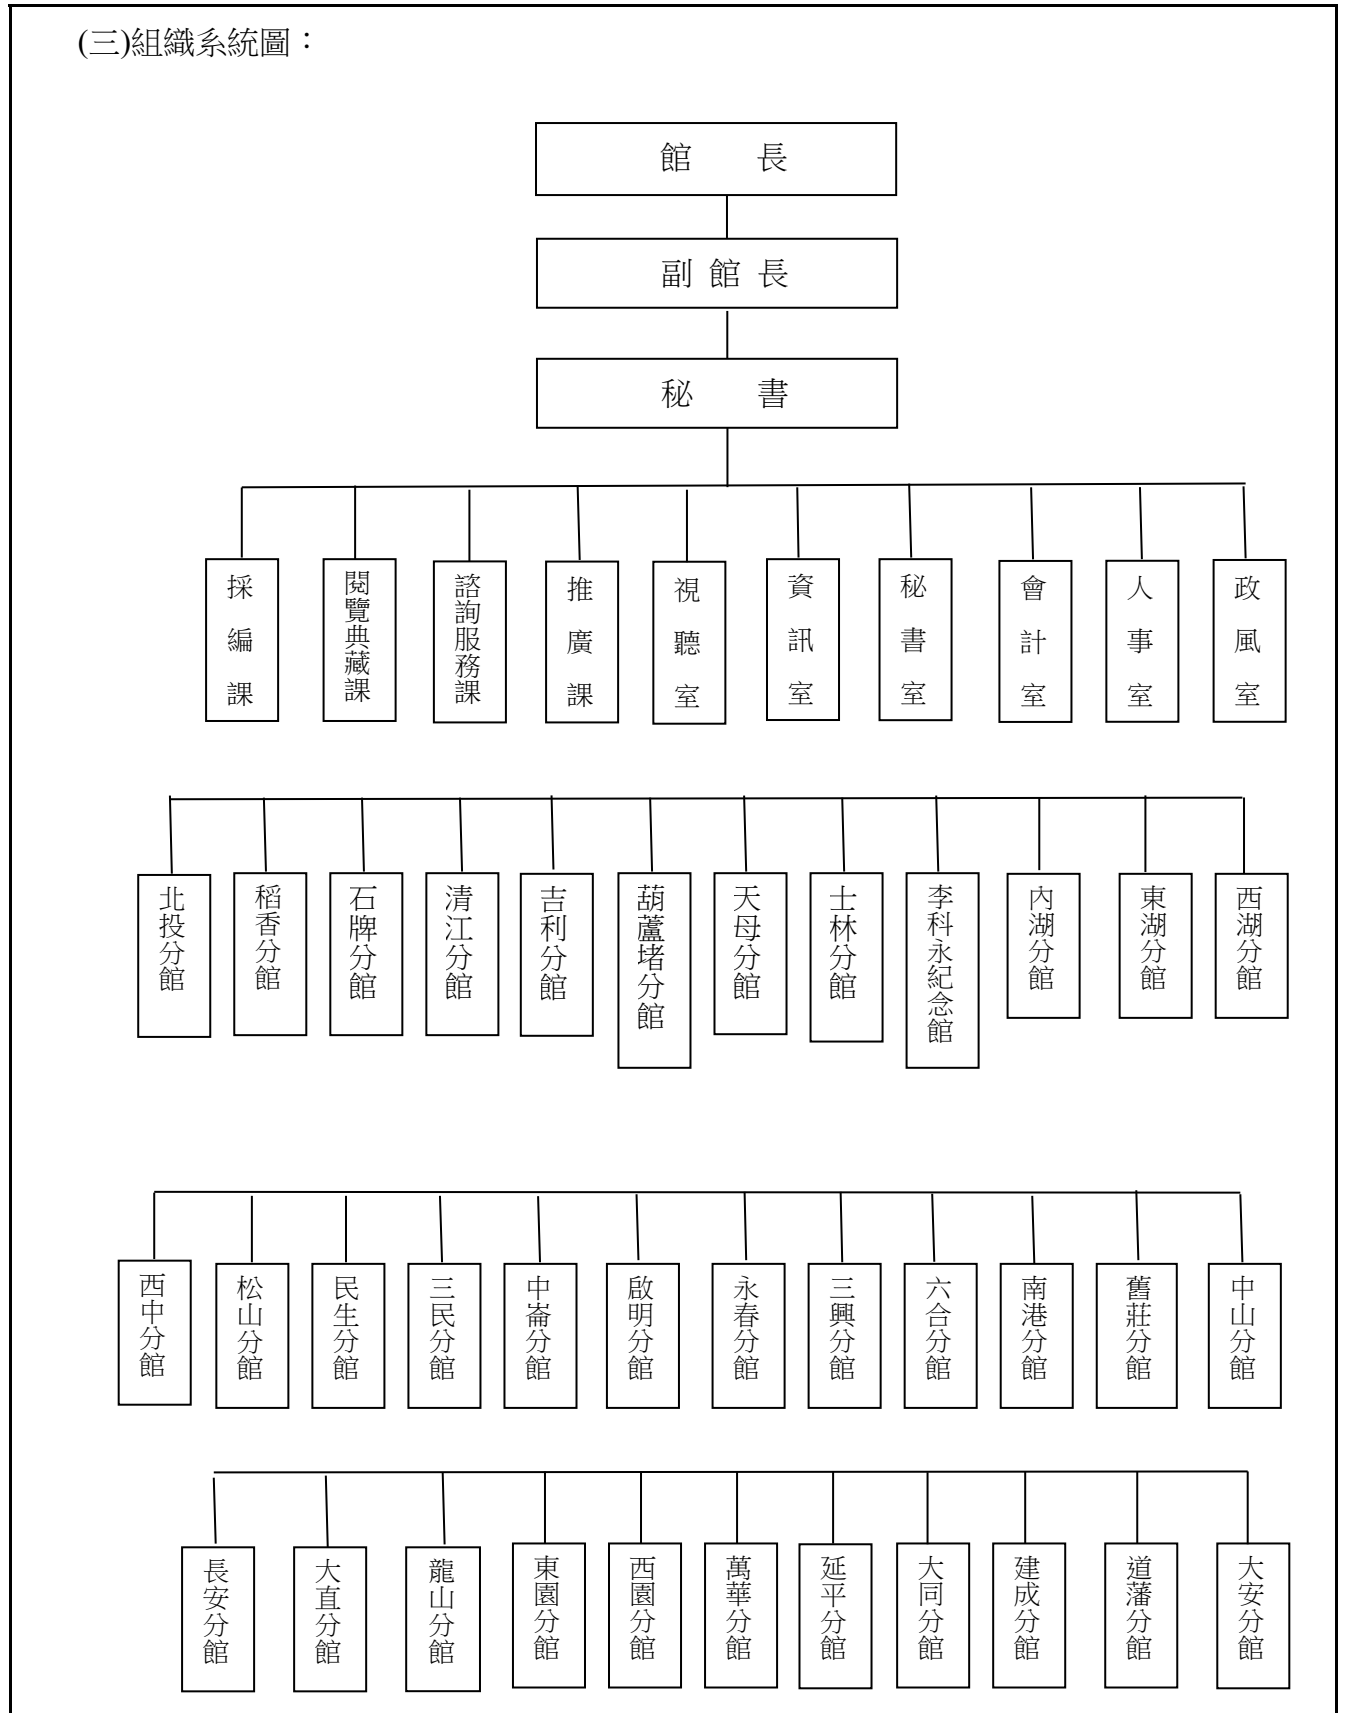 (三)組織系統圖：
館長
副館長
秘書
採編課
閱覽典藏課
諮詢服務課
推廣課
視聽室
資訊室
秘書室
會計室
人事室
政風室
北投分館
稻香分館
石牌分館
清江分館
吉利分館
葫蘆堵分館
天母分館
士林分館
李科永紀念館
內湖分館
東湖分館
西湖分館
西中分館
松山分館
民生分館
三民分館
中崙分館
啟明分館
永春分館
三興分館
六合分館
南港分館
舊莊分館
中山分館
長安分館
大直分館
龍山分館
東園分館
西園分館
萬華分館
延平分館
大同分館
建成分館
道藩分館
大安分館